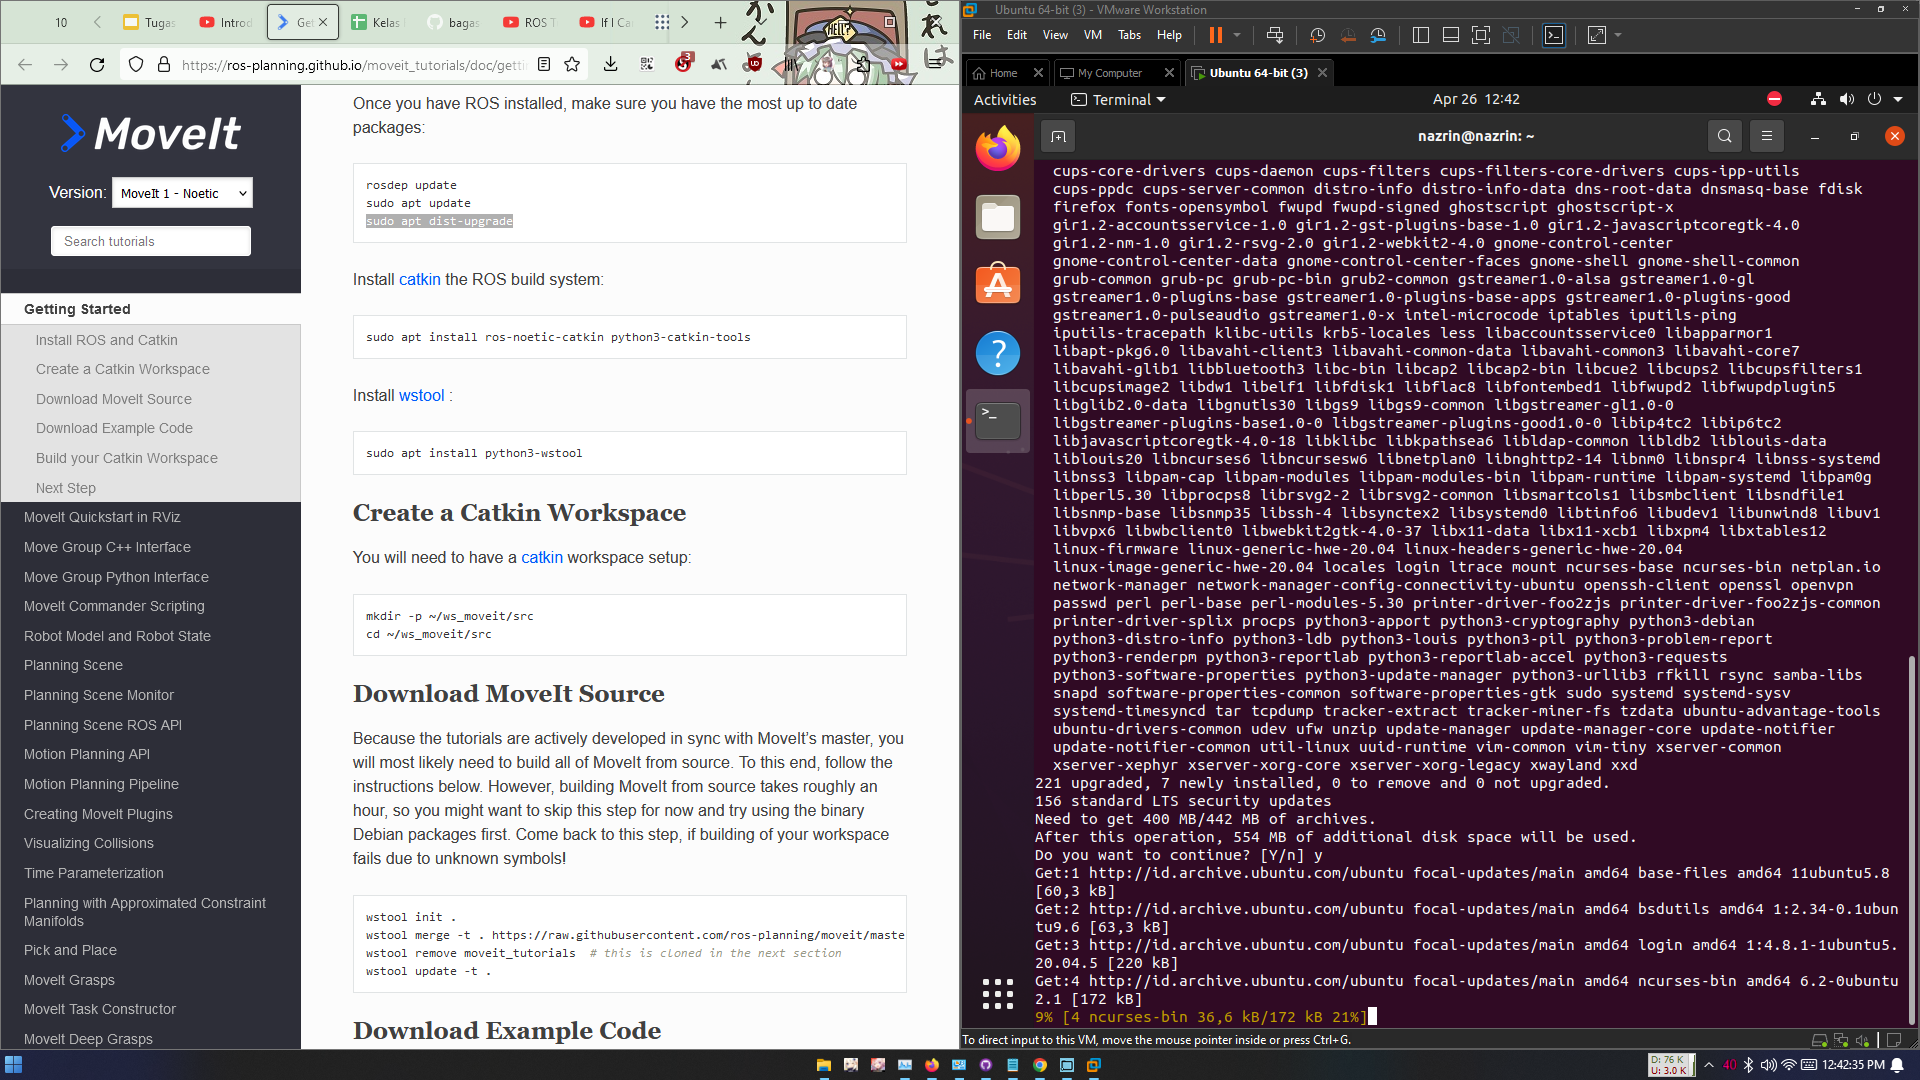 10
Tugas
Introd
Get
Kelas
bagas
ROS T
If I Ca
HELL?
https://ros-planning.github.io/moveit_tutorials/doc/getti
3
MoveIt
Version: MoveIt 1 - Noetic
Search tutorials
Getting Started
Install ROS and Catkin
Create a Catkin Workspace
Download MoveIt Source
Download Example Code
Build your Catkin Workspace
Next Step
MoveIt Quickstart in RViz
Move Group C++ Interface
Move Group Python Interface
MoveIt Commander Scripting
Robot Model and Robot State
Planning Scene
Planning Scene Monitor
Planning Scene ROS API
Motion Planning API
Motion Planning Pipeline
Creating MoveIt Plugins
Visualizing Collisions
Time Parameterization
Planning with Approximated Constraint
Manifolds
Pick and Place
MoveIt Grasps
MoveIt Task Constructor
MoveIt Deep Grasps
Once you have ROS installed, make sure you have the most up to date
packages:
rosdep update
sudo apt update
sudo apt dist-upgrade
Install catkin the ROS build system:
sudo apt install ros-noetic-catkin python3-catkin-tools
Install wstool :
sudo apt install python3-wstool
Create a Catkin Workspace
You will need to have a catkin workspace setup:
mkdir -p ~/ws_moveit/src
cd ~/ws_moveit/src
Download MoveIt Source
Because the tutorials are actively developed in sync with MoveIt's master, you
will most likely need to build all of MoveIt from source. To this end, follow the
instructions below. However, building MoveIt from source takes roughly an
hour, so you might want to skip this step for now and try using the binary
Debian packages first. Come back to this step, if building of your workspace
fails due to unknown symbols!
wstool init .
wstool merge -t . https://raw.githubusercontent.com/ros-planning/moveit/maste
wstool remove moveit_tutorials # this is cloned in the next section
wstool update -t .
Download Example Code
Ubuntu 64-bit (3) - VMware Workstation
File Edit View VM Tabs Help
Home
My Computer
Ubuntu 64-bit (3)
Activities
Terminal
Apr 26 12:42
nazrin@nazrin: ~
cups-core-drivers cups-daemon cups-filters cups-filters-core-drivers cups-ipp-utils
cups-ppdc cups-server-common distro-info distro-info-data dns-root-data dnsmasq-base fdisk
firefox fonts-opensymbol fwupd fwupd-signed ghostscript ghostscript-x
gir1.2-accountsservice-1.0 gir1.2-gst-plugins-base-1.0 gir1.2-javascriptcoregtk-4.0
gir1.2-nm-1.0 gir1.2-rsvg-2.0 gir1.2-webkit2-4.0 gnome-control-center
gnome-control-center-data gnome-control-center-faces gnome-shell gnome-shell-common
grub-common grub-pc grub-pc-bin grub2-common gstreamer1.0-alsa gstreamer1.0-gl
gstreamer1.0-plugins-base gstreamer1.0-plugins-base-apps gstreamer1.0-plugins-good
gstreamer1.0-pulseaudio gstreamer1.0-x intel-microcode iptables iputils-ping
iputils-tracepath klibc-utils krb5-locales less libaccountsservice0 libapparmor1
libapt-pkg6.0 libavahi-client3 libavahi-common-data libavahi-common3 libavahi-core7
libavahi-glib1 libbluetooth3 libc-bin libcap2 libcap2-bin libcue2 libcups2 libcupsfilters1
libcupsimage2 libdw1 libelf1 libfdisk1 libflac8 libfontembed1 libfwupd2 libfwupdplugin5
libglib2.0-data libgnutls30 libgs9 libgs9-common libgstreamer-gl1.0-0
libgstreamer-plugins-base1.0-0 libgstreamer-plugins-good1.0-0 libip4tc2 libip6tc2
libjavascriptcoregtk-4.0-18 libklibc libkpathsea6 libldap-common libldb2 liblouis-data
liblouis20 libncurses6 libncursesw6 libnetplan0 libnghttp2-14 libnm0 libnspr4 libnss-systemd
libnss3 libpam-cap libpam-modules libpam-modules-bin libpam-runtime libpam-systemd libpam0g
libperl5.30 libprocps8 librsvg2-2 librsvg2-common libsmartcols1 libsmbclient libsndfile1
libsnmp-base libsnmp35 libssh-4 libsynctex2 libsystemd0 libtinfo6 libudev1 libunwind8 libuv1
libvpx6 libwbclient0 libwebkit2gtk-4.0-37 libx11-data libx11-xcb1 libxpm4 libxtables12
linux-firmware linux-generic-hwe-20.04 linux-headers-generic-hwe-20.04
linux-image-generic-hwe-20.04 locales login ltrace mount ncurses-base ncurses-bin netplan.io
network-manager network-manager-config-connectivity-ubuntu openssh-client openssl openvpn
passwd perl perl-base perl-modules-5.30 printer-driver-foo2zjs printer-driver-foo2zjs-common
printer-driver-splix procps python3-apport python3-cryptography python3-debian
python3-distro-info python3-ldb python3-louis python3-pil python3-problem-report
python3-renderpm python3-reportlab python3-reportlab-accel python3-requests
python3-software-properties python3-update-manager python3-urllib3 rfkill rsync samba-libs
snapd software-properties-common software-properties-gtk sudo systemd systemd-sysv
systemd-timesyncd tar tcpdump tracker-extract tracker-miner-fs tzdata ubuntu-advantage-tools
ubuntu-drivers-common udev ufw unzip update-manager update-manager-core update-notifier
update-notifier-common util-linux uuid-runtime vim-common vim-tiny xserver-common
xserver-xephyr xserver-xorg-core xserver-xorg-legacy xwayland xxd
221 upgraded, 7 newly installed, 0 to remove and 0 not upgraded.
156 standard LTS security updates
Need to get 400 MB/442 MB of archives.
After this operation, 554 MB of additional disk space will be used.
Do you want to continue? [Y/n] y
Get:1 http://id.archive.ubuntu.com/ubuntu focal-updates/main amd64 base-files amd64 11ubuntu5.8
[60,3 kB]
Get:2 http://id.archive.ubuntu.com/ubuntu focal-updates/main amd64 bsdutils amd64 1:2.34-0.1ubun
tu9.6 [63,3 kB]
Get:3 http://id.archive.ubuntu.com/ubuntu focal-updates/main amd64 login amd64 1:4.8.1-1ubuntu5.
20.04.5 [220 kB]
Get:4 http://id.archive.ubuntu.com/ubuntu focal-updates/main amd64 ncurses-bin amd64 6.2-0ubuntu
2.1 [172 kB]
9% [4 ncurses-bin 36,6 kB/172 kB 21%]
To direct input to this VM, move the mouse pointer inside or press Ctrl+G.
D: 76 K
U: 3.0 K
40
12:42:35 PM